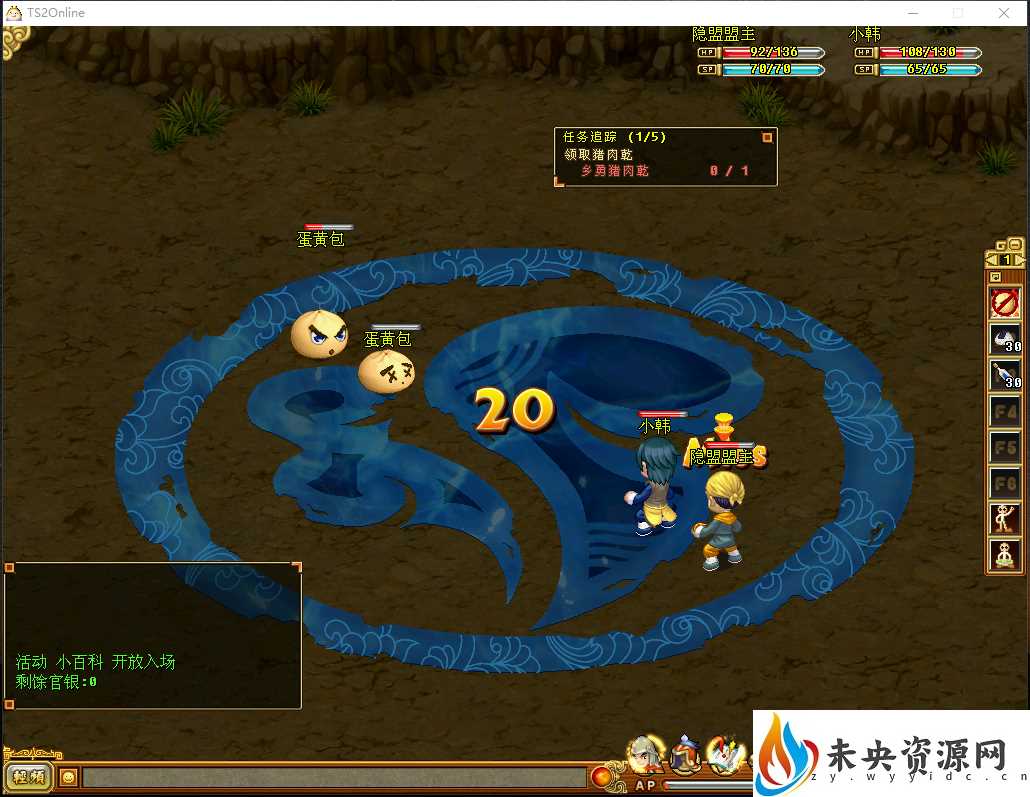 TS2Online
隐盟盟主
小韩
HP 92/136
HP 108/130
SP 70/70
SP 65/65
任务追踪 (1/5)
领取猪肉乾
乡勇猪肉乾 0 / 1
蛋黄包
1
蛋黄包
30
30
20
F4
小韩
隐盟盟主
F5
F6
活动 小百科 开放入场
剩馀官银:0
未央资源网
zy.wyyidc.cn
輕頻
AP